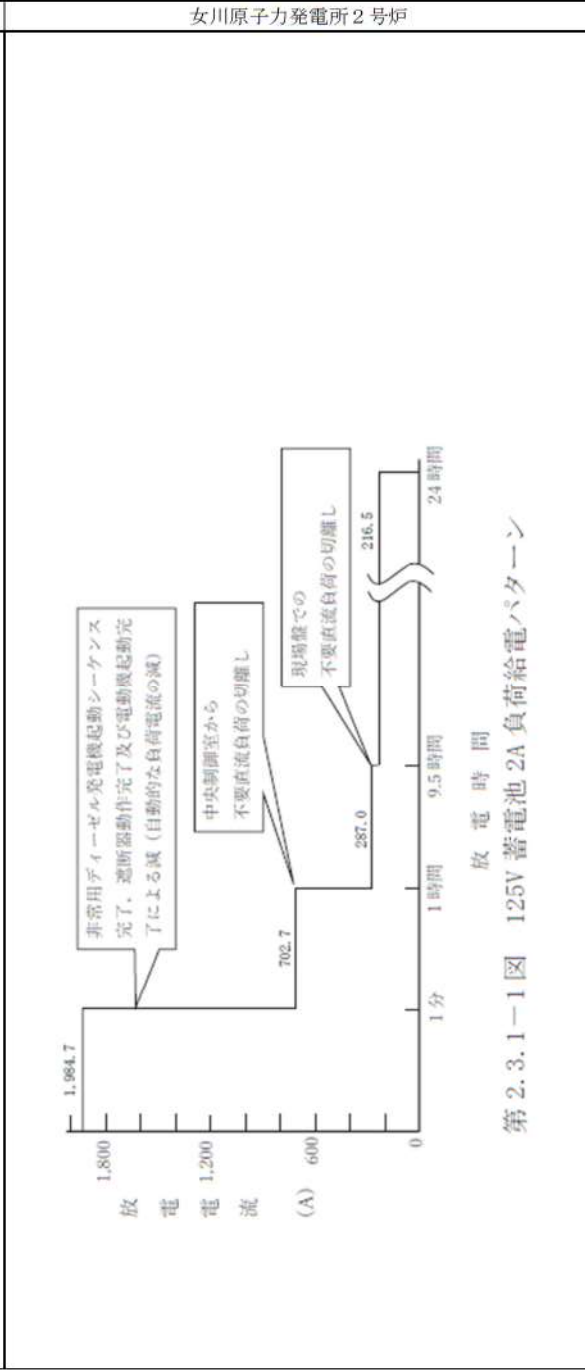 女川原子力発電所2号炉
1,984.7
非常用ディーゼル発電機起動シーケンス
完了、遮断器動作完了及び電動機起動完
了による減（自動的な負荷電流の減）
702.7
中央制御室から
不要直流負荷の切離し
287.0
現場盤での
不要直流負荷の切離し
216.5
1,800
1,200
600
0
放電電流
(A)
1分
1時間
9.5時間
24時間
放電時間
第2.3.1－1図　125V 蓄電池 2A 負荷給電パターン